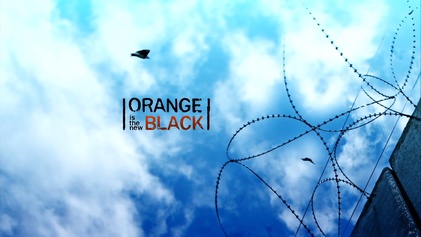 ORANGE
is
the
new
BLACK